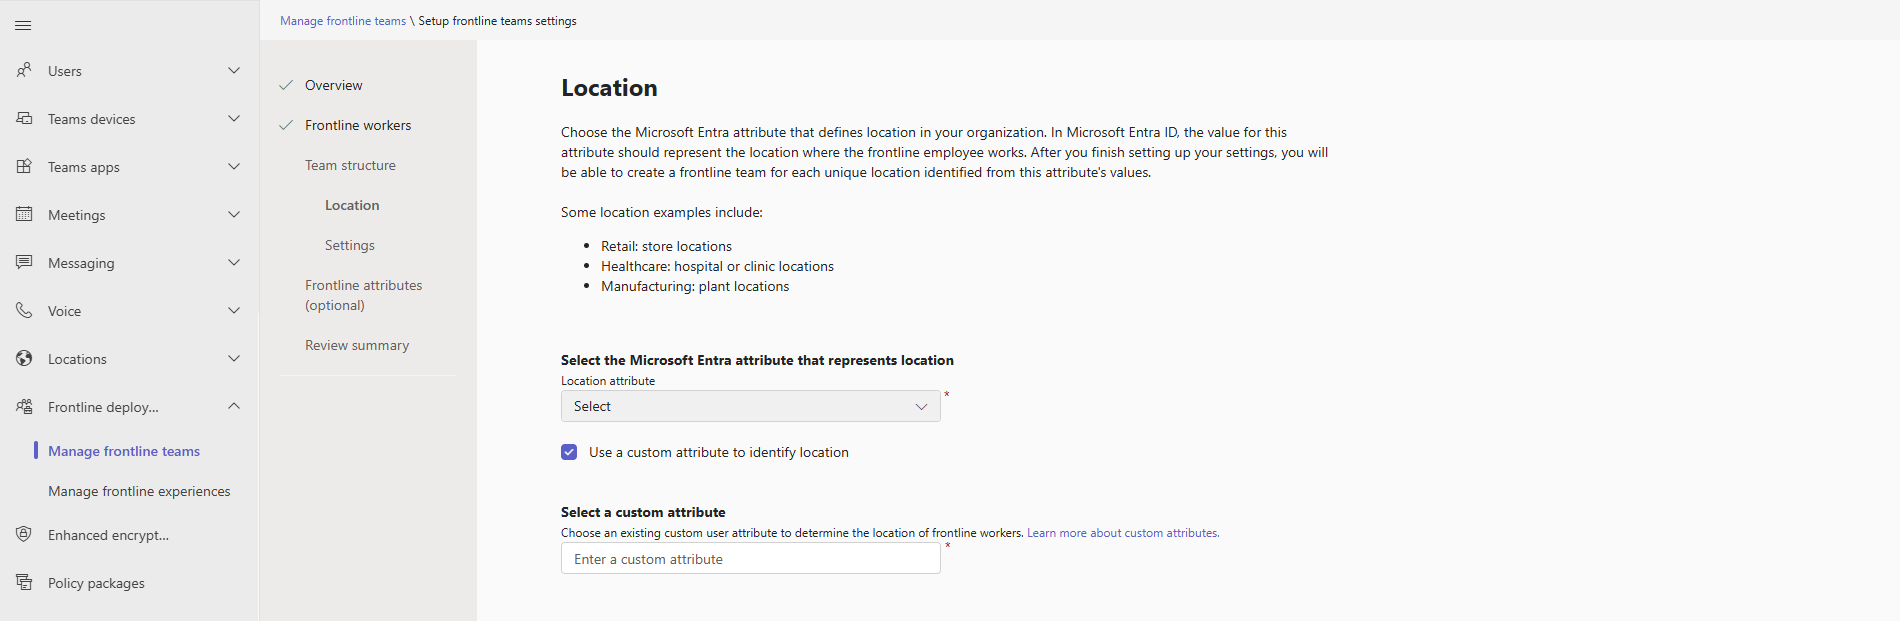 Manage frontline teams \ Setup frontline teams settings
Users
Teams devices
Teams apps
Meetings
Messaging
Voice
Locations
Frontline deploy...
Manage frontline teams
Manage frontline experiences
Enhanced encrypt...
Policy packages
Overview
Frontline workers
Team structure
Location
Settings
Frontline attributes
(optional)
Review summary
Location
Choose the Microsoft Entra attribute that defines location in your organization. In Microsoft Entra ID, the value for this
attribute should represent the location where the frontline employee works. After you finish setting up your settings, you will
be able to create a frontline team for each unique location identified from this attribute's values.
Some location examples include:
• Retail: store locations
• Healthcare: hospital or clinic locations
• Manufacturing: plant locations
Select the Microsoft Entra attribute that represents location
Location attribute
Select *
Use a custom attribute to identify location
Select a custom attribute
Choose an existing custom user attribute to determine the location of frontline workers. Learn more about custom attributes.
Enter a custom attribute *